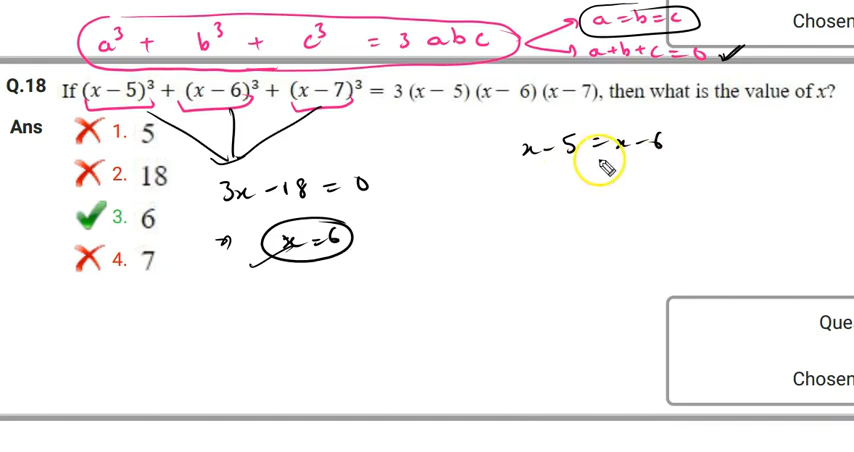 a³ + b³ + c³ = 3 abc
a = b = c
a+b+c = 0
Chosen
Q.18 If (x − 5)³ + (x − 6)³ + (x − 7)³ = 3 (x − 5) (x − 6) (x − 7), then what is the value of x?
Ans 1. 5
2. 18
3. 6
4. 7
3x − 18 = 0
⇒ x = 6
x − 5 = x − 6
Que
Chosen